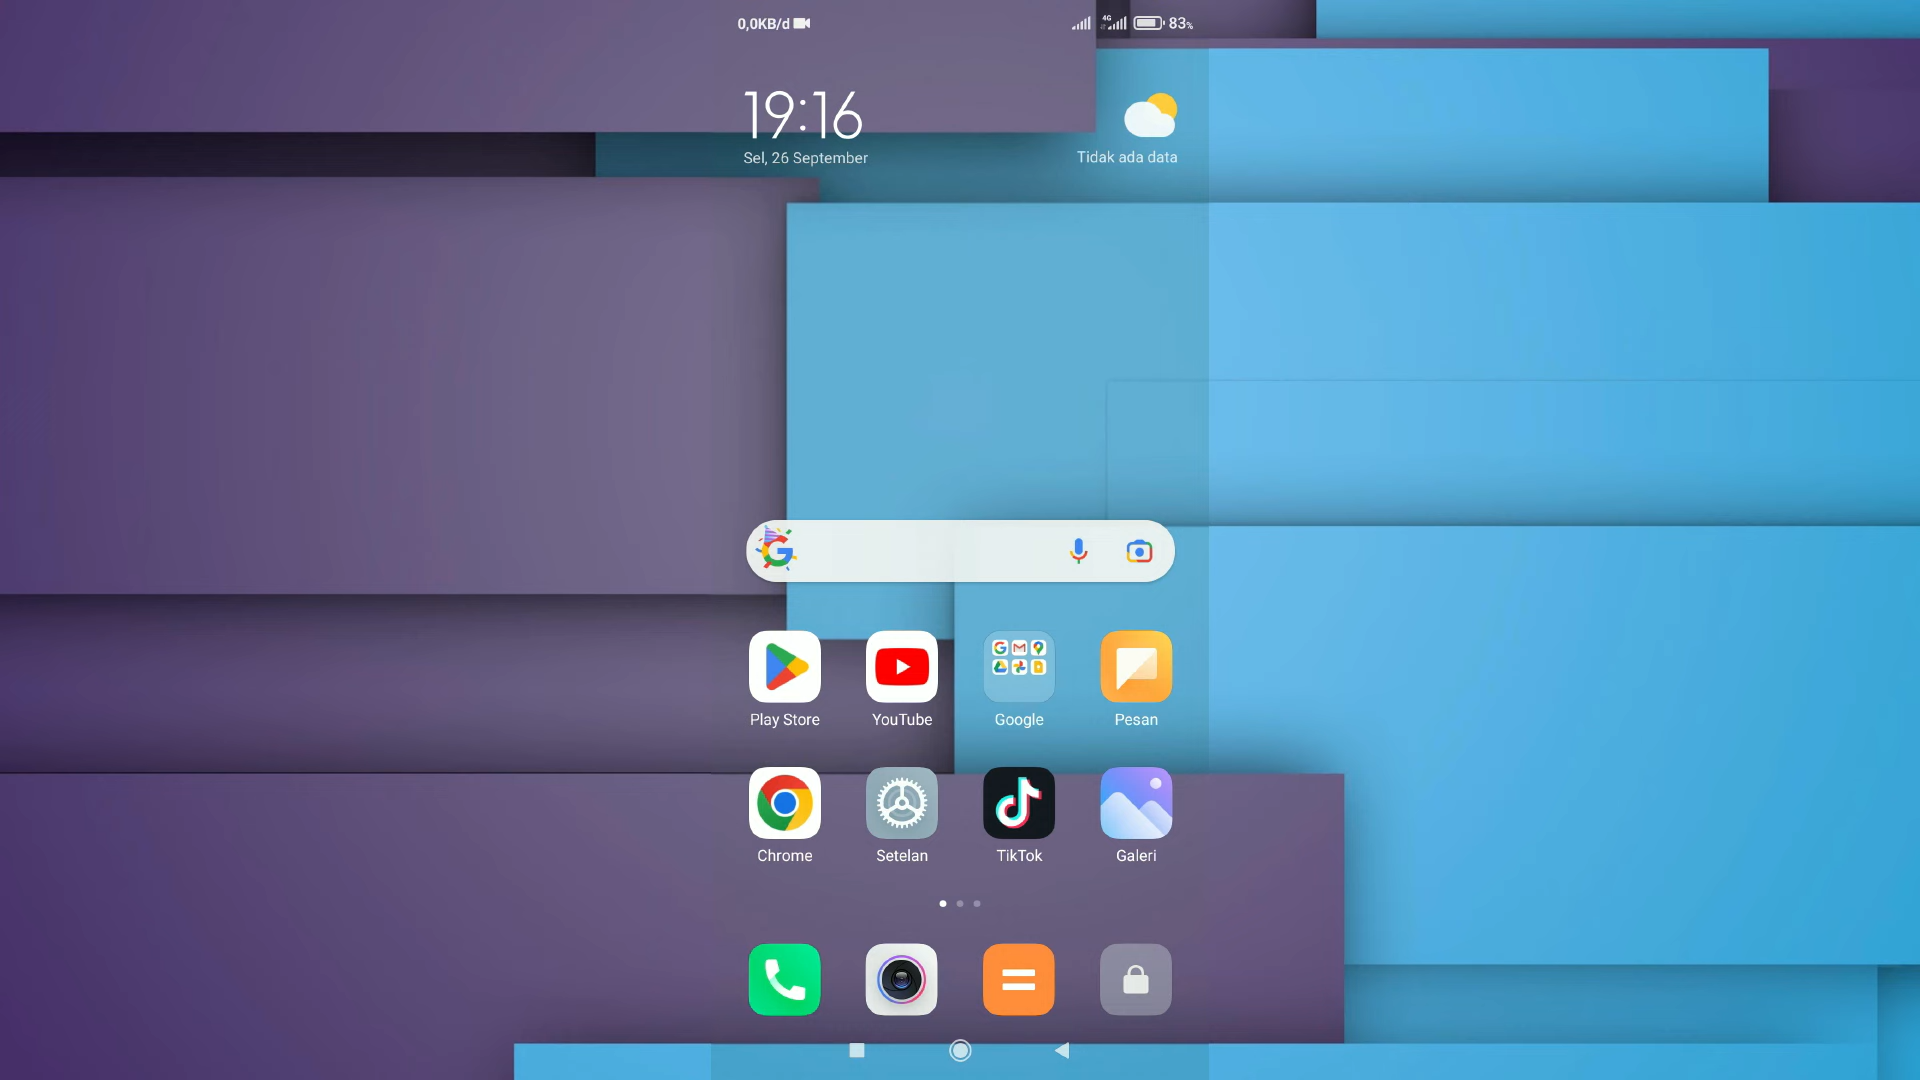 0,0KB/d
4G
83%
19:16
Sel, 26 September
Tidak ada data
Play Store
YouTube
Google
Pesan
Chrome
Setelan
TikTok
Galeri